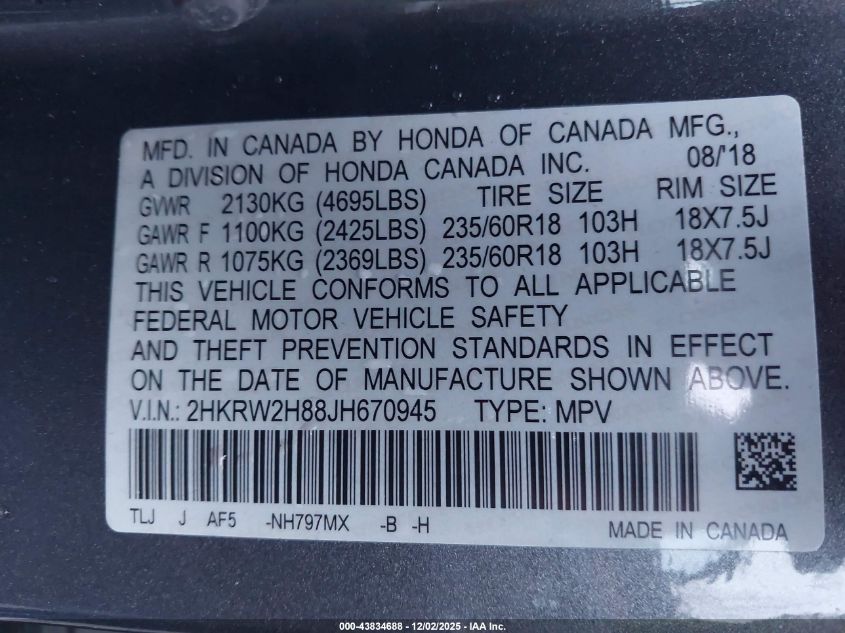 MFD. IN CANADA BY HONDA OF CANADA MFG.,
A DIVISION OF HONDA CANADA INC. 08/'18
GVWR 2130KG (4695LBS) TIRE SIZE RIM SIZE
GAWR F 1100KG (2425LBS) 235/60R18 103H 18X7.5J
GAWR R 1075KG (2369LBS) 235/60R18 103H 18X7.5J
THIS VEHICLE CONFORMS TO ALL APPLICABLE
FEDERAL MOTOR VEHICLE SAFETY
AND THEFT PREVENTION STANDARDS IN EFFECT
ON THE DATE OF MANUFACTURE SHOWN ABOVE.
V.I.N.: 2HKRW2H88JH670945 TYPE: MPV
TLJ J AF5 -NH797MX -B -H
MADE IN CANADA
000-43834688 - 12/02/2025 - IAA Inc.